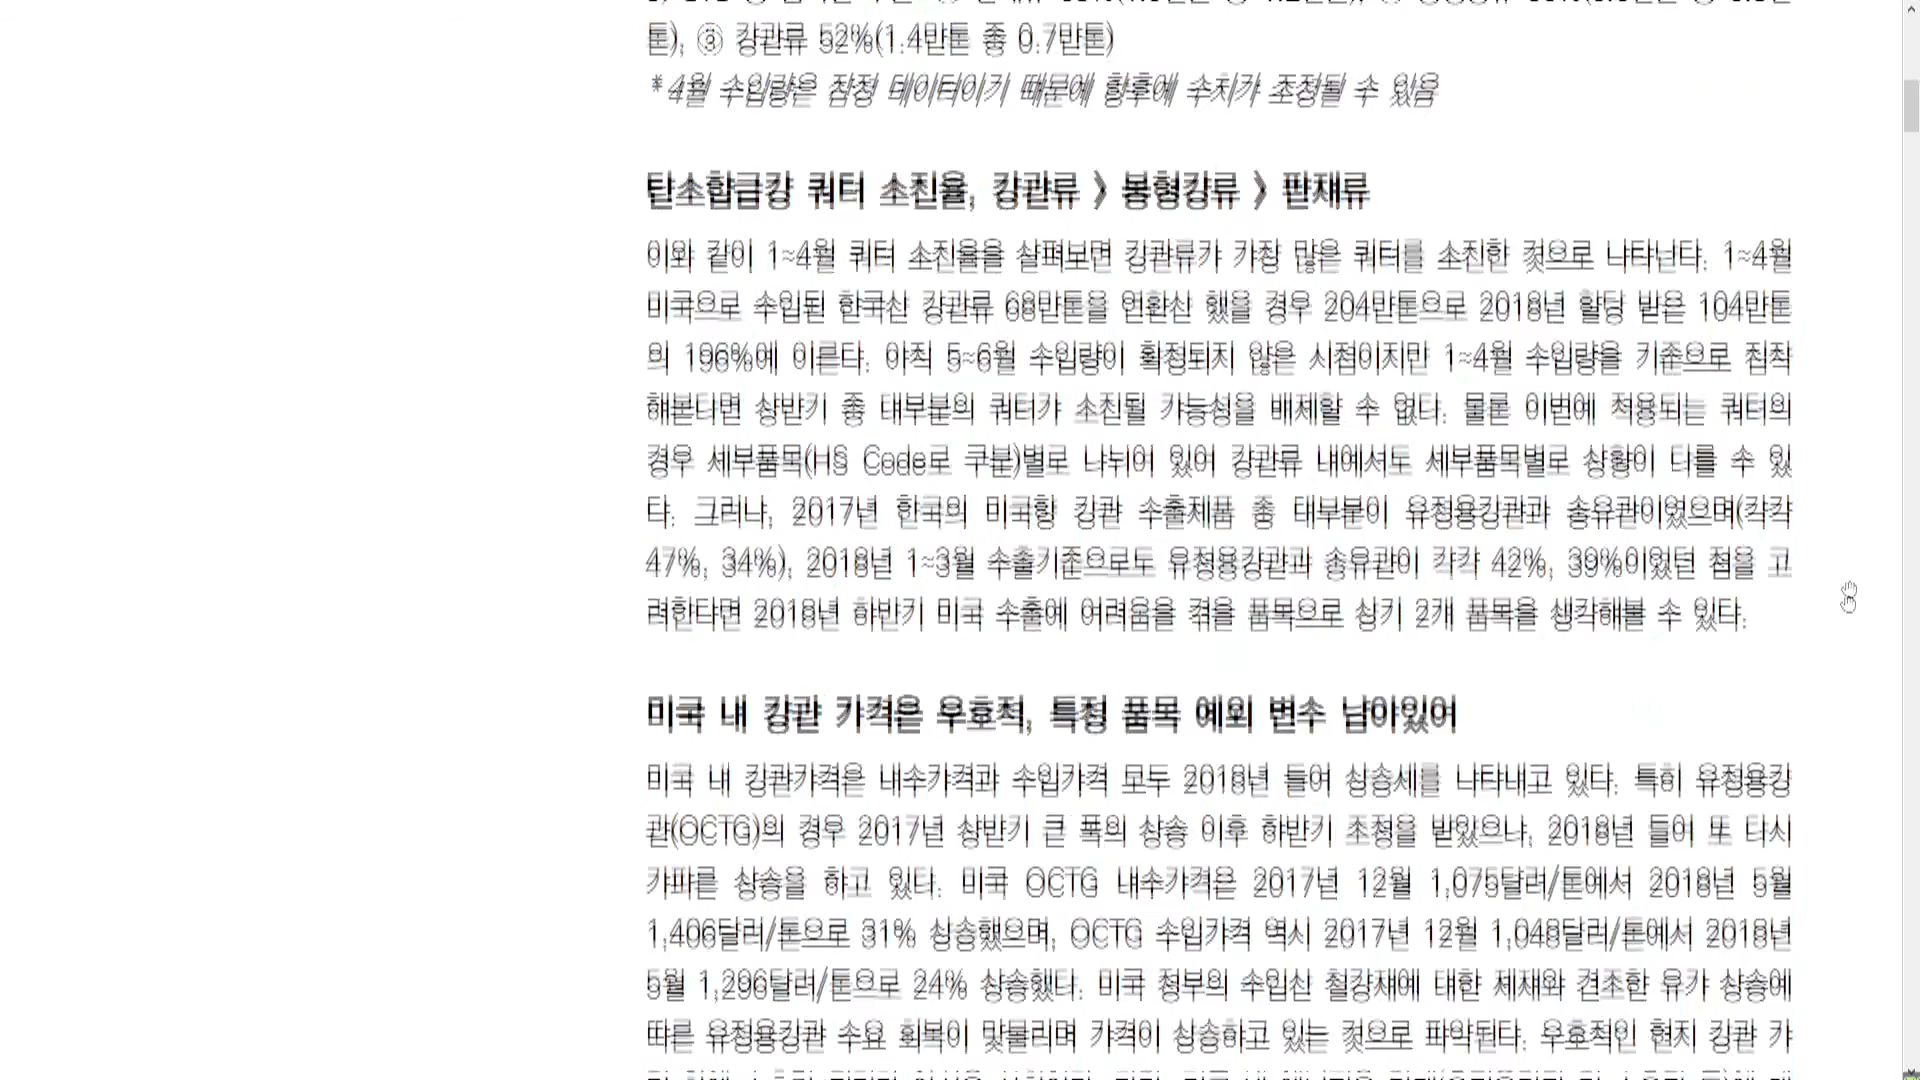 톤), ③ 강관류 52%(1.4만톤 중 0.7만톤)
*4월 수입량은 잠정 데이터이기 때문에 향후에 수치가 조정될 수 있음
탄소합금강 쿼터 소진율, 강관류 > 봉형강류 > 판재류
이와 같이 1~4월 쿼터 소진율을 살펴보면 강관류가 가장 많은 쿼터를 소진한 것으로 나타난다. 1~4월
미국으로 수입된 한국산 강관류 68만톤을 연환산 했을 경우 204만톤으로 2018년 할당 받은 104만톤
의 196%에 이른다. 아직 5~6월 수입량이 확정되지 않은 시점이지만 1~4월 수입량을 기준으로 짐작
해본다면 상반기 중 대부분의 쿼터가 소진될 가능성을 배제할 수 없다. 물론 이번에 적용되는 쿼터의
경우 세부품목(HS Code로 구분)별로 나뉘어 있어 강관류 내에서도 세부품목별로 상황이 다를 수 있
다. 그러나, 2017년 한국의 미국향 강관 수출제품 중 대부분이 유정용강관과 송유관이었으며(각각
47%, 34%), 2018년 1~3월 수출기준으로도 유정용강관과 송유관이 각각 42%, 39%이었던 점을 고
려한다면 2018년 하반기 미국 수출에 어려움을 겪을 품목으로 상기 2개 품목을 생각해볼 수 있다.
미국 내 강관 가격은 우호적, 특정 품목 예외 변수 남아있어
미국 내 강관가격은 내수가격과 수입가격 모두 2018년 들어 상승세를 나타내고 있다. 특히 유정용강
관(OCTG)의 경우 2017년 상반기 큰 폭의 상승 이후 하반기 조정을 받았으나, 2018년 들어 또 다시
가파른 상승을 하고 있다. 미국 OCTG 내수가격은 2017년 12월 1,075달러/톤에서 2018년 5월
1,406달러/톤으로 31% 상승했으며, OCTG 수입가격 역시 2017년 12월 1,048달러/톤에서 2018년
5월 1,296달러/톤으로 24% 상승했다. 미국 정부의 수입산 철강재에 대한 제재와 견조한 유가 상승에
따른 유정용강관 수요 회복이 맞물리며 가격이 상승하고 있는 것으로 파악된다. 우호적인 현지 강관 가